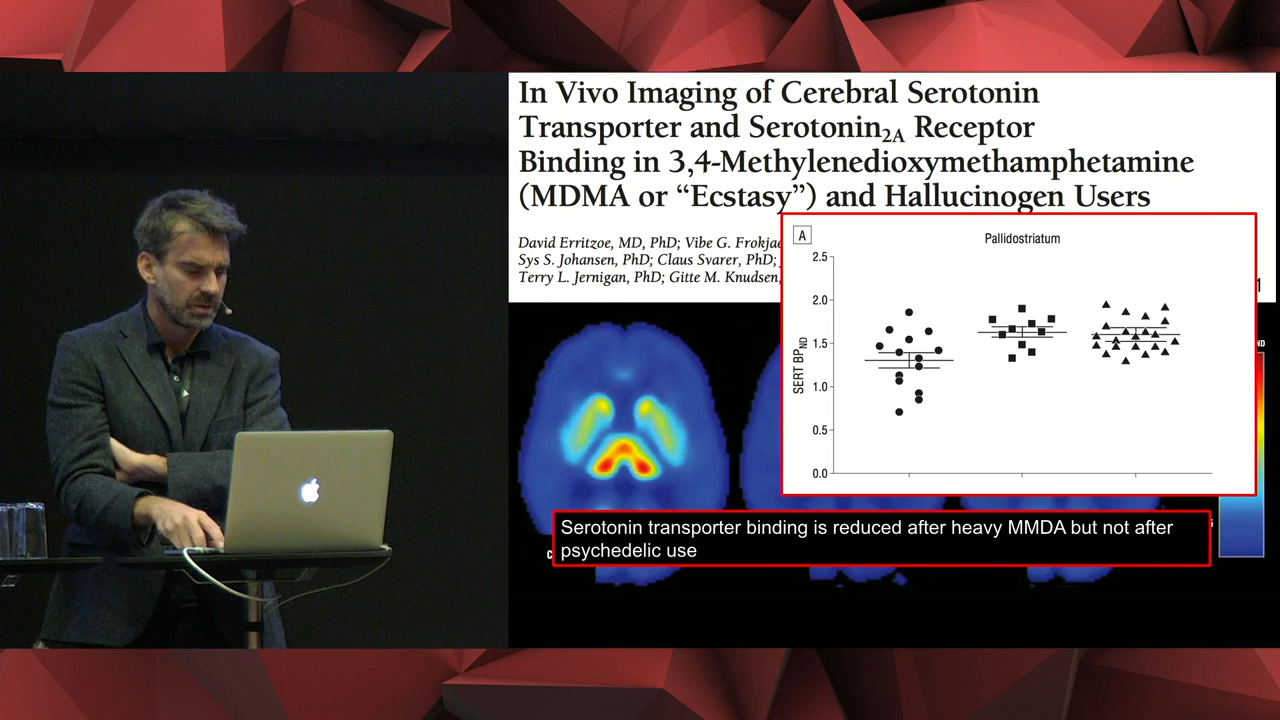 In Vivo Imaging of Cerebral Serotonin
Transporter and Serotonin2A Receptor
Binding in 3,4-Methylenedioxymethamphetamine
(MDMA or “Ecstasy”) and Hallucinogen Users
David Erritzoe, MD, PhD; Vibe G. Frokjae
Sys S. Johansen, PhD; Claus Svarer, PhD;
Terry L. Jernigan, PhD; Gitte M. Knudsen,
A
Pallidostriatum
2.5
2.0
1.5
1.0
0.5
0.0
SERT BPND
ND
Serotonin transporter binding is reduced after heavy MMDA but not after
psychedelic use